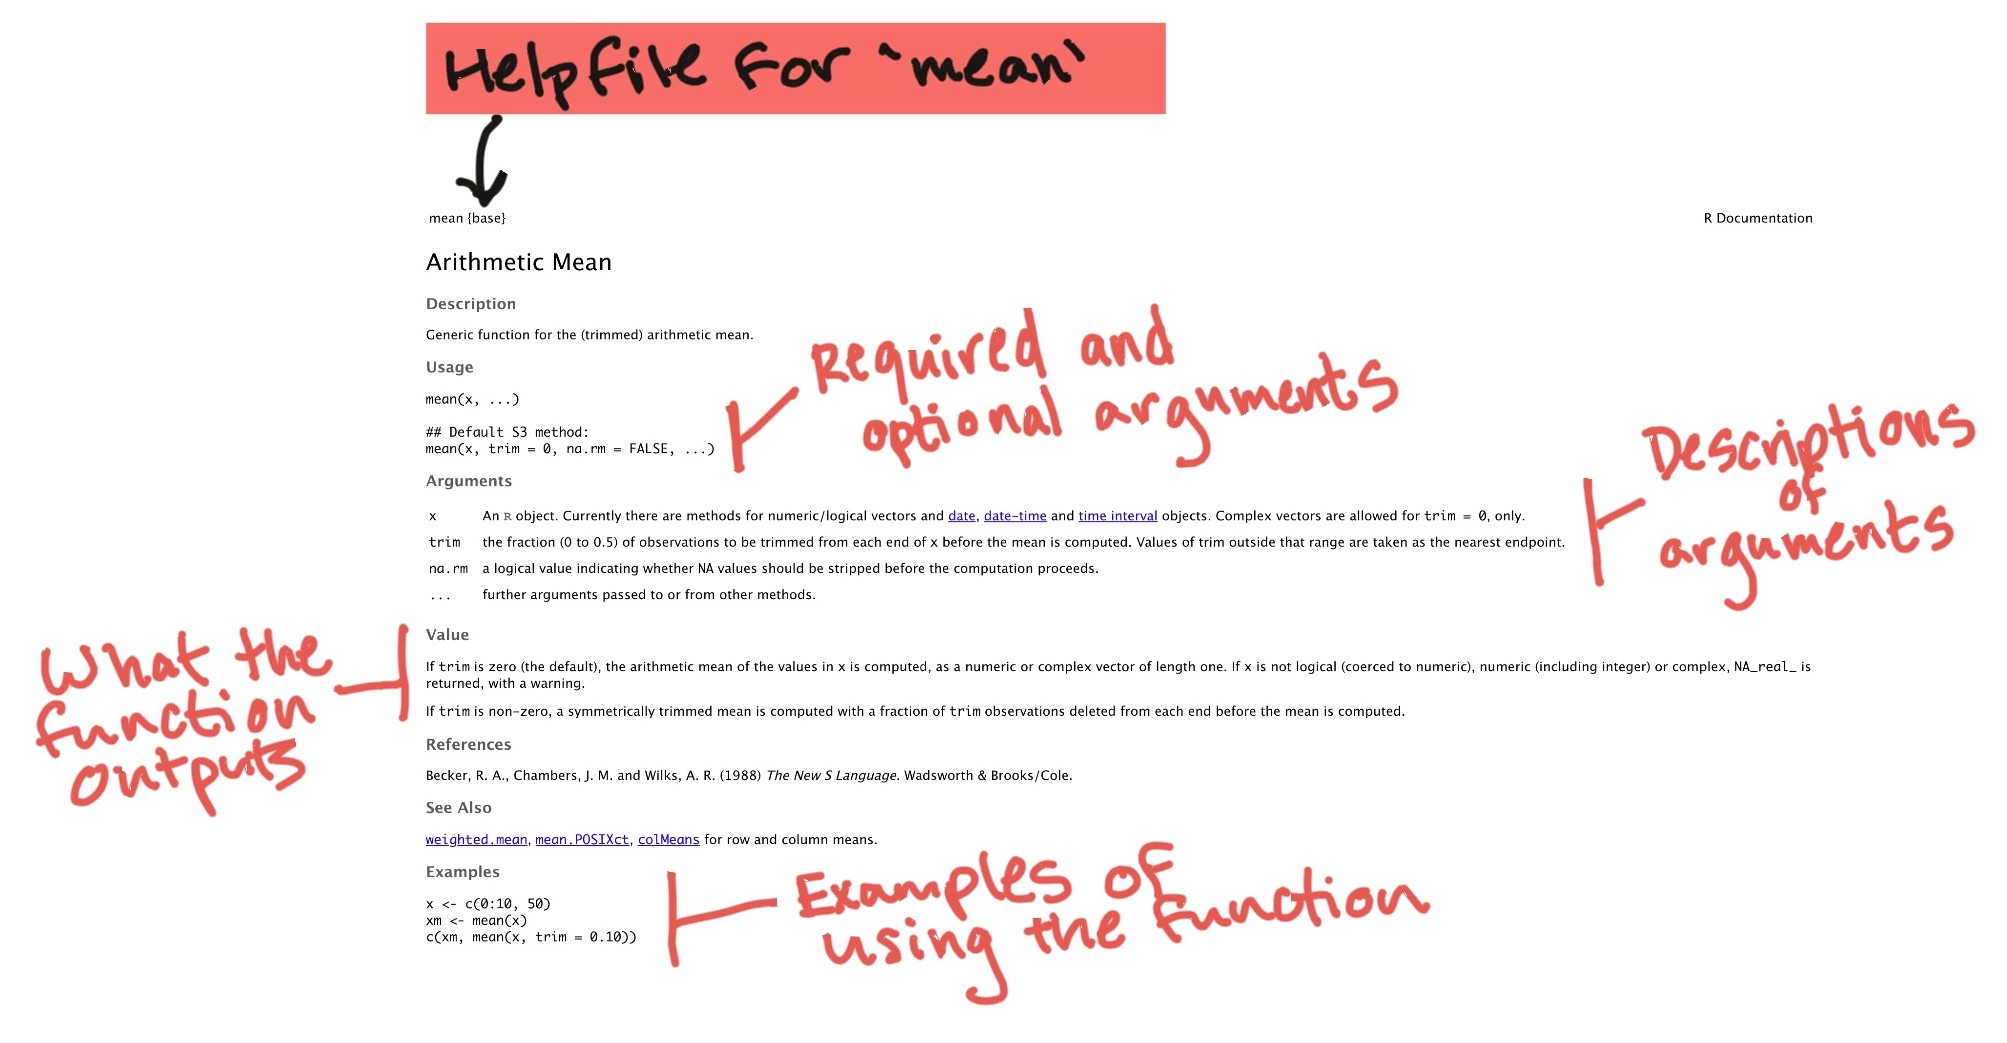 Helpfile for `mean`
mean {base}
R Documentation
Arithmetic Mean
Description
Generic function for the (trimmed) arithmetic mean.
Usage
mean(x, ...)
## Default S3 method:
mean(x, trim = 0, na.rm = FALSE, ...)
Required and
optional arguments
Arguments
x An R object. Currently there are methods for numeric/logical vectors and date, date-time and time interval objects. Complex vectors are allowed for trim = 0, only.
trim the fraction (0 to 0.5) of observations to be trimmed from each end of x before the mean is computed. Values of trim outside that range are taken as the nearest endpoint.
na.rm a logical value indicating whether NA values should be stripped before the computation proceeds.
... further arguments passed to or from other methods.
Descriptions
of
arguments
Value
If trim is zero (the default), the arithmetic mean of the values in x is computed, as a numeric or complex vector of length one. If x is not logical (coerced to numeric), numeric (including integer) or complex, NA_real_ is
returned, with a warning.
If trim is non-zero, a symmetrically trimmed mean is computed with a fraction of trim observations deleted from each end before the mean is computed.
What the
function
outputs
References
Becker, R. A., Chambers, J. M. and Wilks, A. R. (1988) The New S Language. Wadsworth & Brooks/Cole.
See Also
weighted.mean, mean.POSIXct, colMeans for row and column means.
Examples
x <- c(0:10, 50)
xm <- mean(x)
c(xm, mean(x, trim = 0.10))
Examples of
using the function